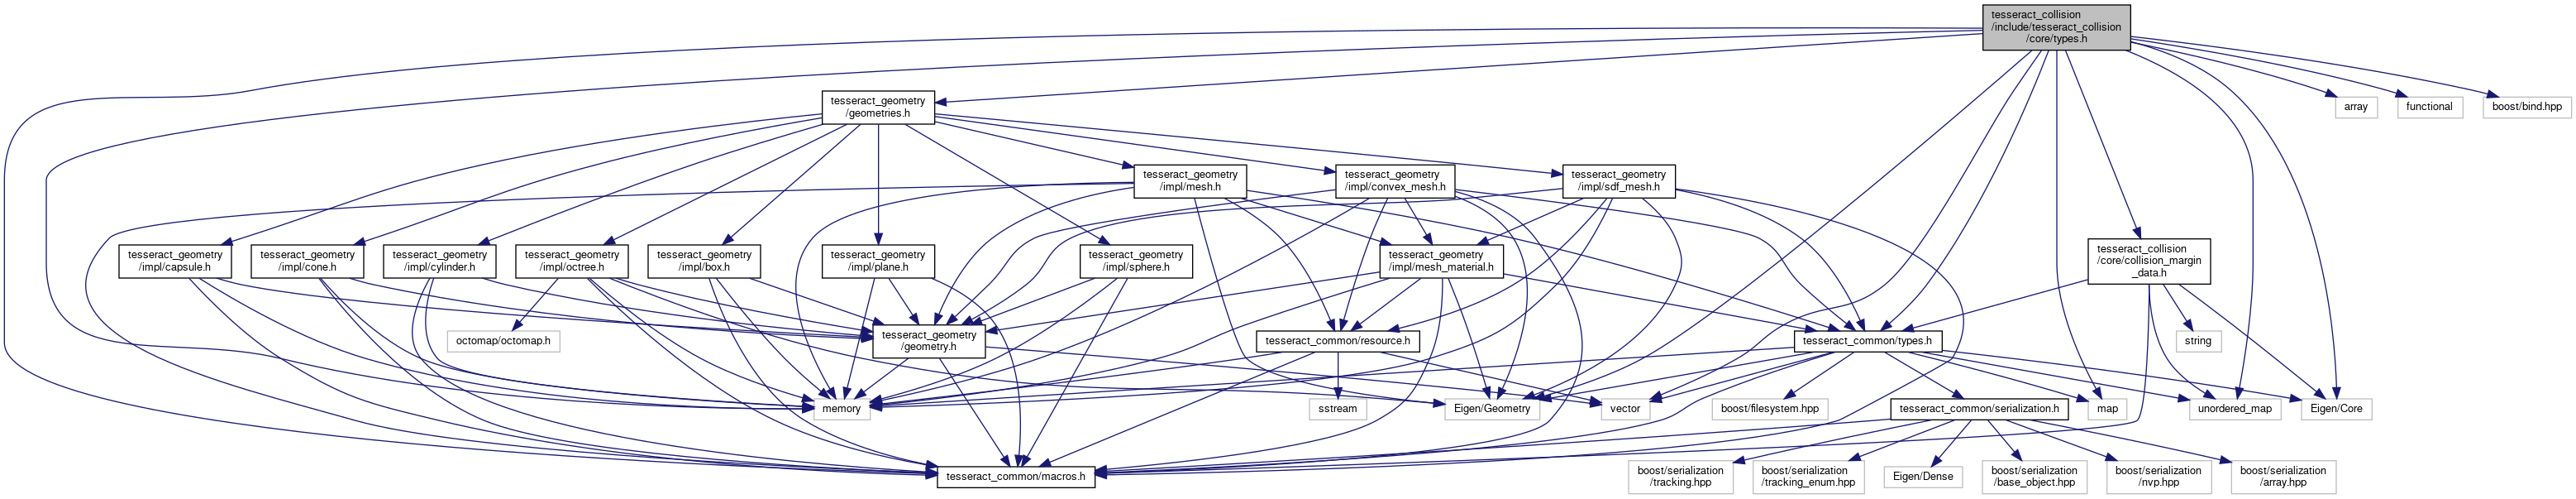 tesseract_collision
/include/tesseract_collision
/core/types.h
tesseract_geometry
/geometries.h
array
functional
boost/bind.hpp
tesseract_geometry
/impl/mesh.h
tesseract_geometry
/impl/convex_mesh.h
tesseract_geometry
/impl/sdf_mesh.h
tesseract_geometry
/impl/capsule.h
tesseract_geometry
/impl/cone.h
tesseract_geometry
/impl/cylinder.h
tesseract_geometry
/impl/octree.h
tesseract_geometry
/impl/box.h
tesseract_geometry
/impl/plane.h
tesseract_geometry
/impl/sphere.h
tesseract_geometry
/impl/mesh_material.h
tesseract_collision
/core/collision_margin
_data.h
octomap/octomap.h
tesseract_geometry
/geometry.h
tesseract_common/resource.h
tesseract_common/types.h
string
memory
sstream
Eigen/Geometry
vector
boost/filesystem.hpp
tesseract_common/serialization.h
map
unordered_map
Eigen/Core
tesseract_common/macros.h
boost/serialization
/tracking.hpp
boost/serialization
/tracking_enum.hpp
Eigen/Dense
boost/serialization
/base_object.hpp
boost/serialization
/nvp.hpp
boost/serialization
/array.hpp